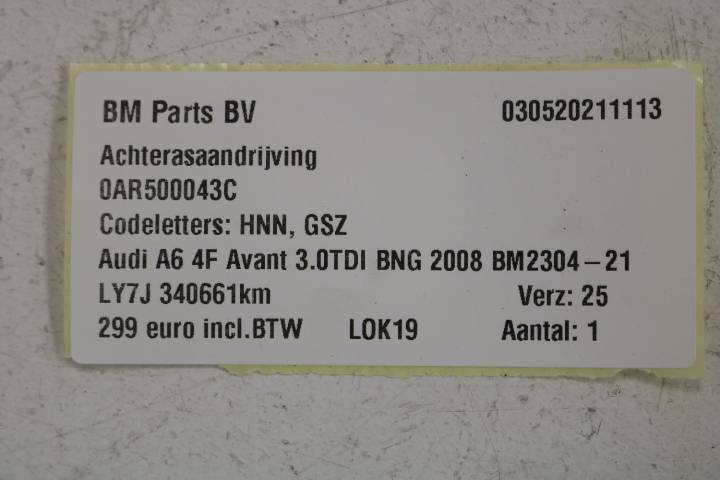 BM Parts BV 030520211113
Achterasaandrijving
0AR500043C
Codeletters: HNN, GSZ
Audi A6 4F Avant 3.0TDI BNG 2008 BM2304-21
LY7J 340661km Verz: 25
299 euro incl.BTW LOK19 Aantal: 1